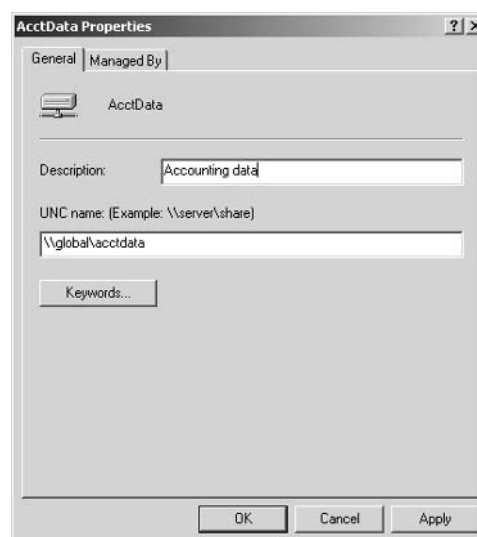 AcctData Properties
General Managed By
AcctData
Description: Accounting data
UNC name: (Example: \\server\share)
\\global\acctdata
Keywords...
OK Cancel Apply